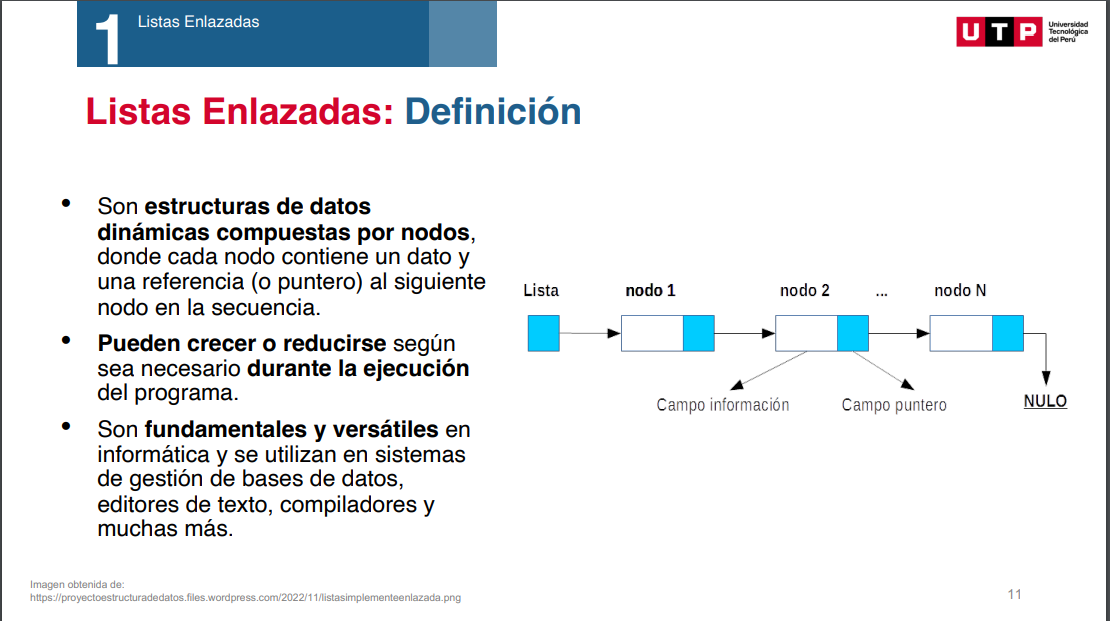 1
Listas Enlazadas
UTP
Universidad
Tecnológica
del Perú
Listas Enlazadas: Definición
• Son estructuras de datos
dinámicas compuestas por nodos,
donde cada nodo contiene un dato y
una referencia (o puntero) al siguiente
nodo en la secuencia.
• Pueden crecer o reducirse según
sea necesario durante la ejecución
del programa.
• Son fundamentales y versátiles en
informática y se utilizan en sistemas
de gestión de bases de datos,
editores de texto, compiladores y
muchas más.
Lista nodo 1 nodo 2 ... nodo N
Campo información Campo puntero NULO
Imagen obtenida de:
https://proyectoestructuradedatos.files.wordpress.com/2022/11/listasimplementeenlazada.png
11